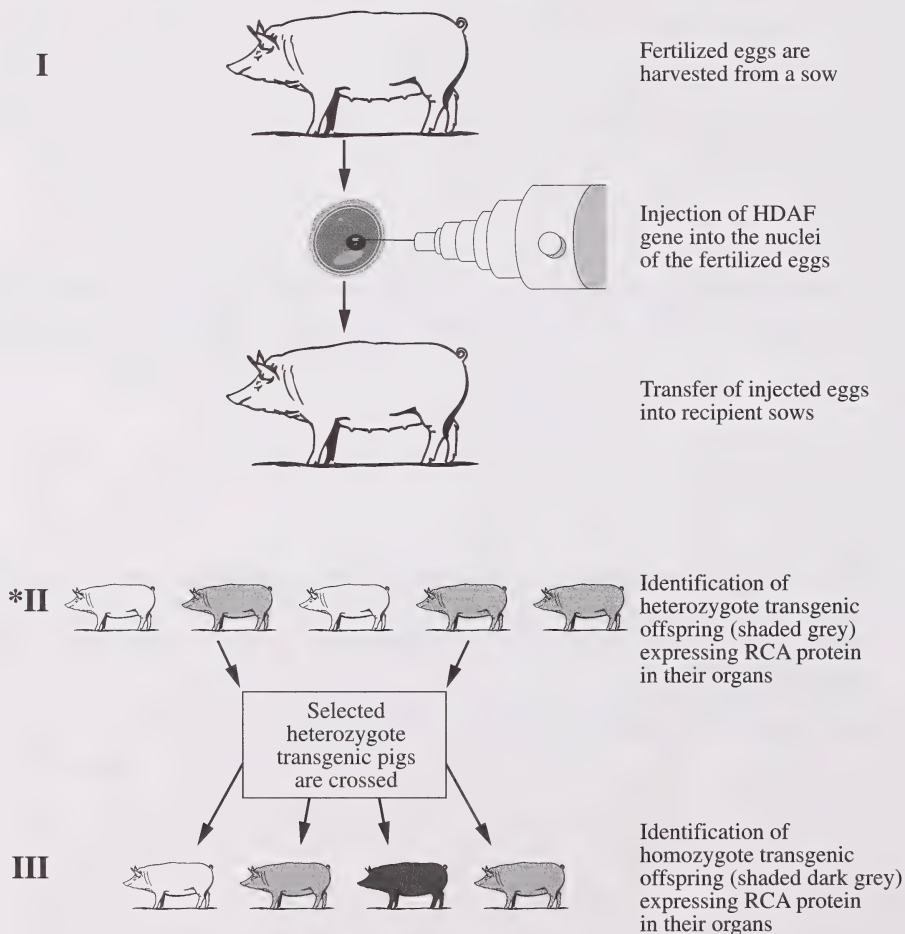 I
Fertilized eggs are
harvested from a sow
Injection of HDAF
gene into the nuclei
of the fertilized eggs
Transfer of injected eggs
into recipient sows
*II
Identification of
heterozygote transgenic
offspring (shaded grey)
expressing RCA protein
in their organs
Selected
heterozygote
transgenic pigs
are crossed
III
Identification of
homozygote transgenic
offspring (shaded dark grey)
expressing RCA protein
in their organs